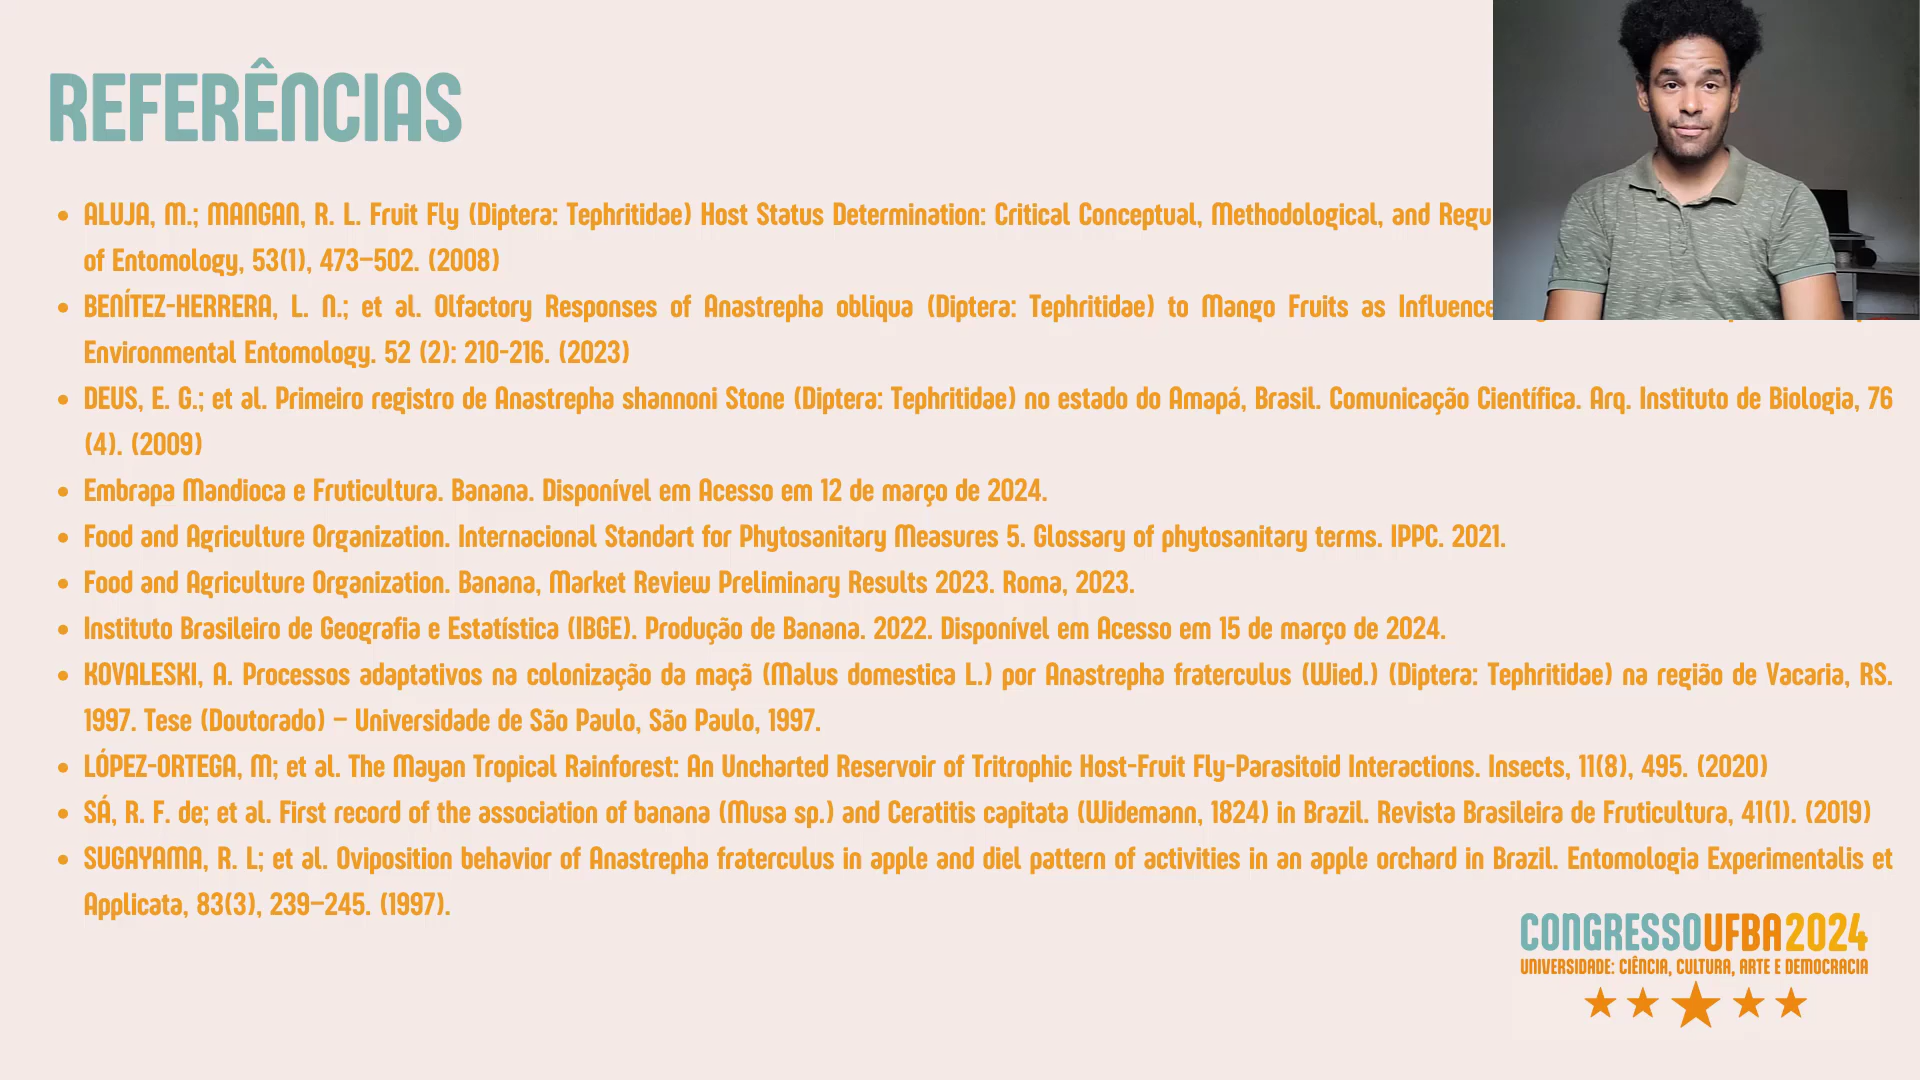 REFERÊNCIAS
• ALUJA, M.; MANGAN, R. L. Fruit Fly (Diptera: Tephritidae) Host Status Determination: Critical Conceptual, Methodological, and
of Entomology, 53(1), 473–502. (2008)
• BENÍTEZ-HERRERA, L. N.; et al. Olfactory Responses of Anastrepha obliqua (Diptera: Tephritidae) to Mango Fruits as
Environmental Entomology. 52 (2): 210-216. (2023)
• DEUS, E. G.; et al. Primeiro registro de Anastrepha shannoni Stone (Diptera: Tephritidae) no estado do Amapá, Brasil. Comunicação Científica. Arq. Instituto de Biologia, 76
(4). (2009)
• Embrapa Mandioca e Fruticultura. Banana. Disponível em Acesso em 12 de março de 2024.
• Food and Agriculture Organization. Internacional Standart for Phytosanitary Measures 5. Glossary of phytosanitary terms. IPPC. 2021.
• Food and Agriculture Organization. Banana, Market Review Preliminary Results 2023. Roma, 2023.
• Instituto Brasileiro de Geografia e Estatística (IBGE). Produção de Banana. 2022. Disponível em Acesso em 15 de março de 2024.
• KOVALESKI, A. Processos adaptativos na colonização da maçã (Malus domestica L.) por Anastrepha fraterculus (Wied.) (Diptera: Tephritidae) na região de Vacaria, RS.
1997. Tese (Doutorado) – Universidade de São Paulo, São Paulo, 1997.
• LÓPEZ-ORTEGA, M; et al. The Mayan Tropical Rainforest: An Uncharted Reservoir of Tritrophic Host-Fruit Fly-Parasitoid Interactions. Insects, 11(8), 495. (2020)
• SÁ, R. F. de; et al. First record of the association of banana (Musa sp.) and Ceratitis capitata (Widemann, 1824) in Brazil. Revista Brasileira de Fruticultura, 41(1). (2019)
• SUGAYAMA, R. L; et al. Oviposition behavior of Anastrepha fraterculus in apple and diel pattern of activities in an apple orchard in Brazil. Entomologia Experimentalis et
Applicata, 83(3), 239–245. (1997).
CONGRESSOUFBA2024
UNIVERSIDADE: CIÊNCIA, CULTURA, ARTE E DEMOCRACIA